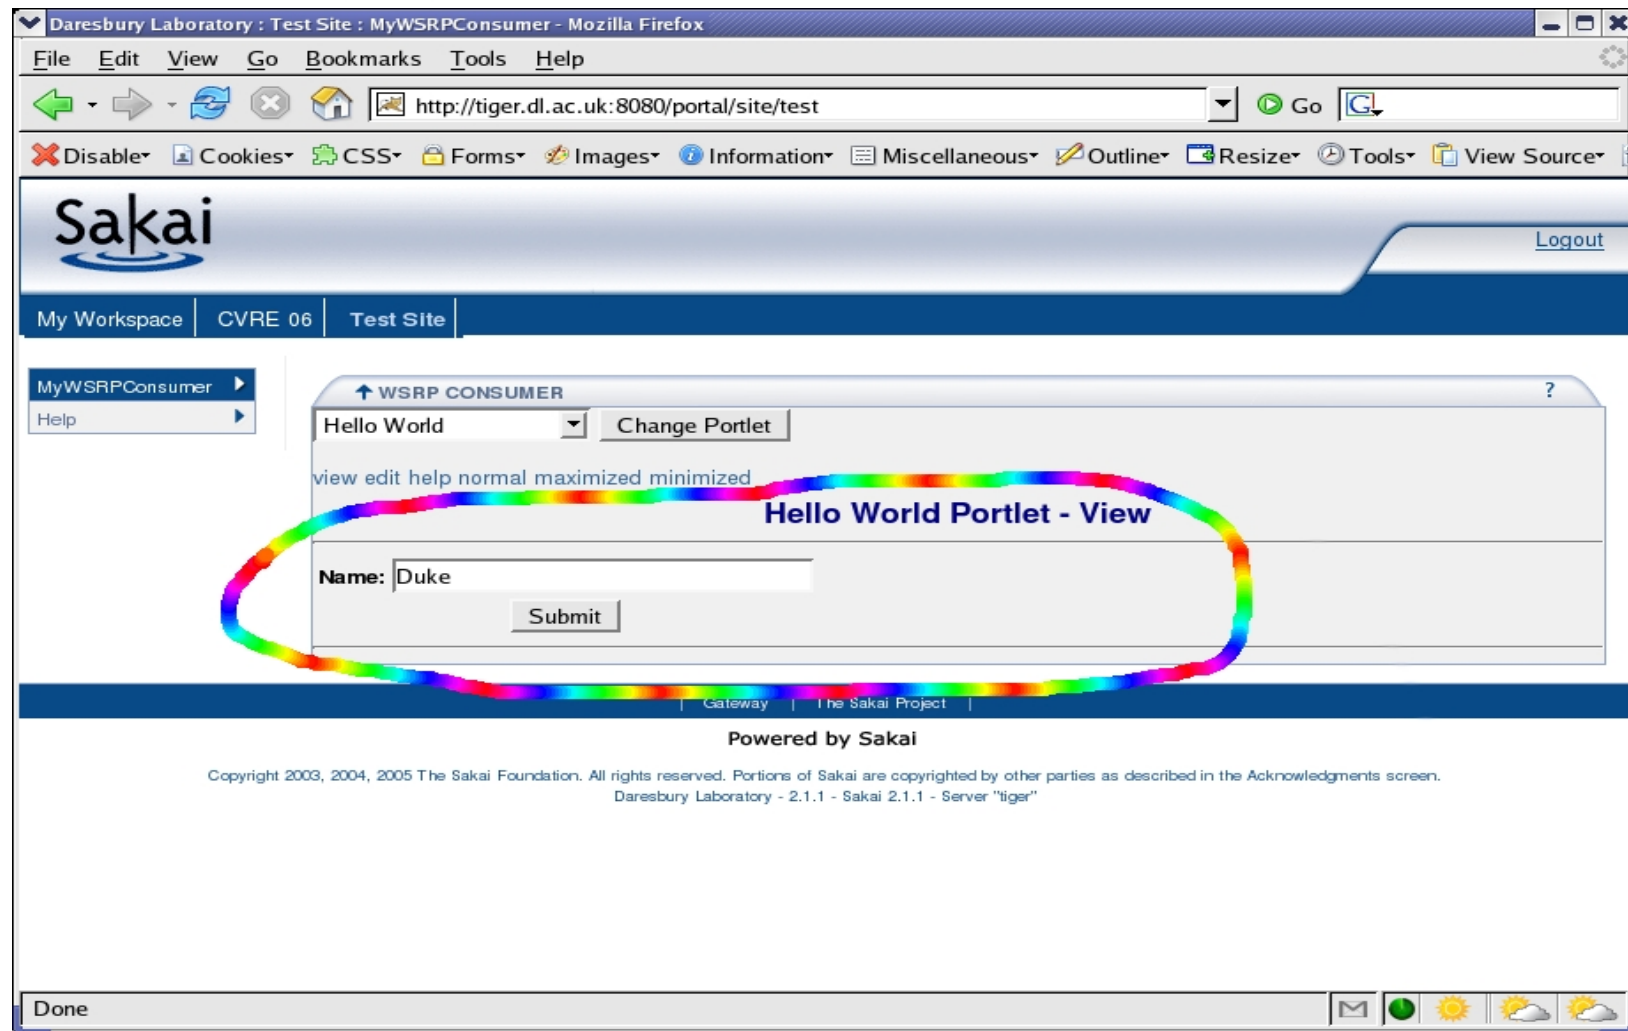 Daresbury Laboratory : Test Site : MyWSRPConsumer - Mozilla Firefox
File Edit View Go Bookmarks Tools Help
http://tiger.dl.ac.uk:8080/portal/site/test Go G
Disable Cookies CSS Forms Images Information Miscellaneous Outline Resize Tools View Source
Sakai
Logout
My Workspace CVRE 06 Test Site
MyWSRPConsumer
Help
WSRP CONSUMER ?
Hello World Change Portlet
view edit help normal maximized minimized
Hello World Portlet - View
Name: Duke
Submit
| Gateway | The Sakai Project |
Powered by Sakai
Copyright 2003, 2004, 2005 The Sakai Foundation. All rights reserved. Portions of Sakai are copyrighted by other parties as described in the Acknowledgments screen.
Daresbury Laboratory - 2.1.1 - Sakai 2.1.1 - Server "tiger"
Done